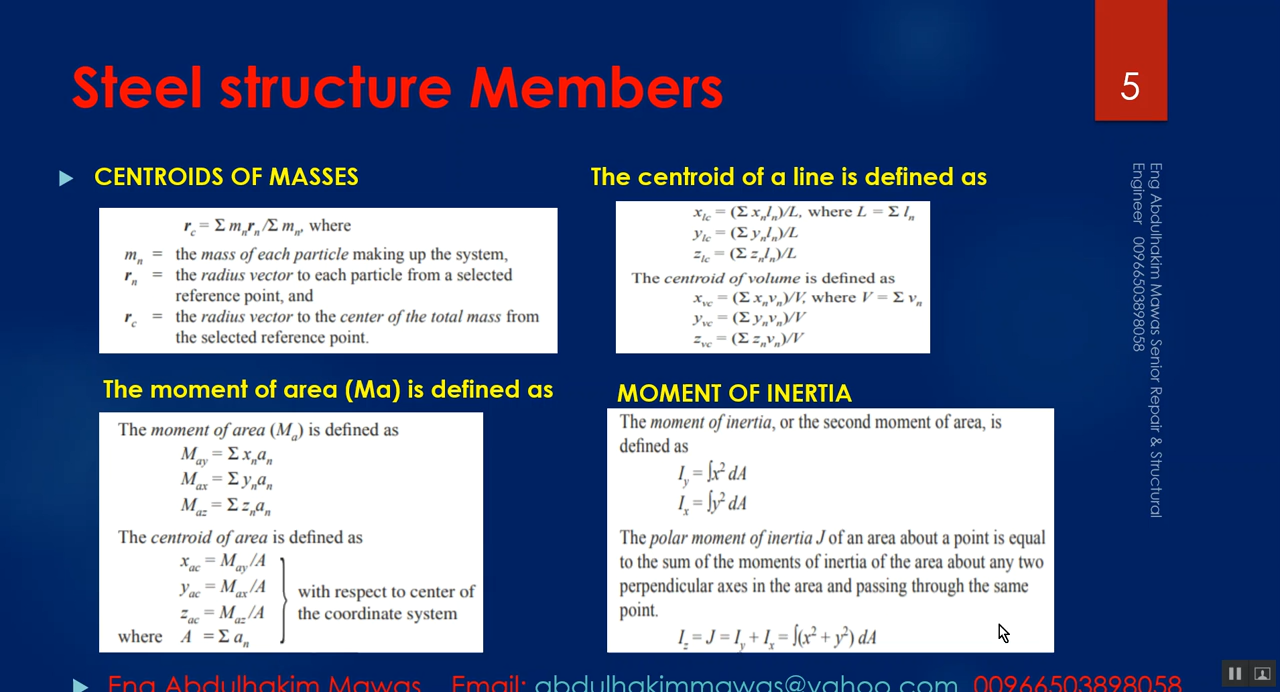 Steel structure Members
5
CENTROIDS OF MASSES
r_c = Σ m_n r_n /Σ m_n, where
m_n = the mass of each particle making up the system,
r_n = the radius vector to each particle from a selected
reference point, and
r_c = the radius vector to the center of the total mass from
the selected reference point.
The centroid of a line is defined as
x_lc = (Σ x_n l_n)/L, where L = Σ l_n
y_lc = (Σ y_n l_n)/L
z_lc = (Σ z_n l_n)/L
The centroid of volume is defined as
x_vc = (Σ x_n v_n)/V, where V = Σ v_n
y_vc = (Σ y_n v_n)/V
z_vc = (Σ z_n v_n)/V
The moment of area (Ma) is defined as
The moment of area (M_a) is defined as
M_ay = Σ x_n a_n
M_ax = Σ y_n a_n
M_az = Σ z_n a_n
The centroid of area is defined as
x_ac = M_ay /A
y_ac = M_ax /A
z_ac = M_az /A
with respect to center of
the coordinate system
where A = Σ a_n
MOMENT OF INERTIA
The moment of inertia, or the second moment of area, is
defined as
I_y = ∫x² dA
I_x = ∫y² dA
The polar moment of inertia J of an area about a point is equal
to the sum of the moments of inertia of the area about any two
perpendicular axes in the area and passing through the same
point.
I_z = J = I_y + I_x = ∫(x² + y²) dA
Eng Abdulhakim Mawas Senior Repair & Structural
Engineer 00966503898058
Eng Abdulhakim Mawas Email: abdulhakimmawas@yahoo.com 00966503898058